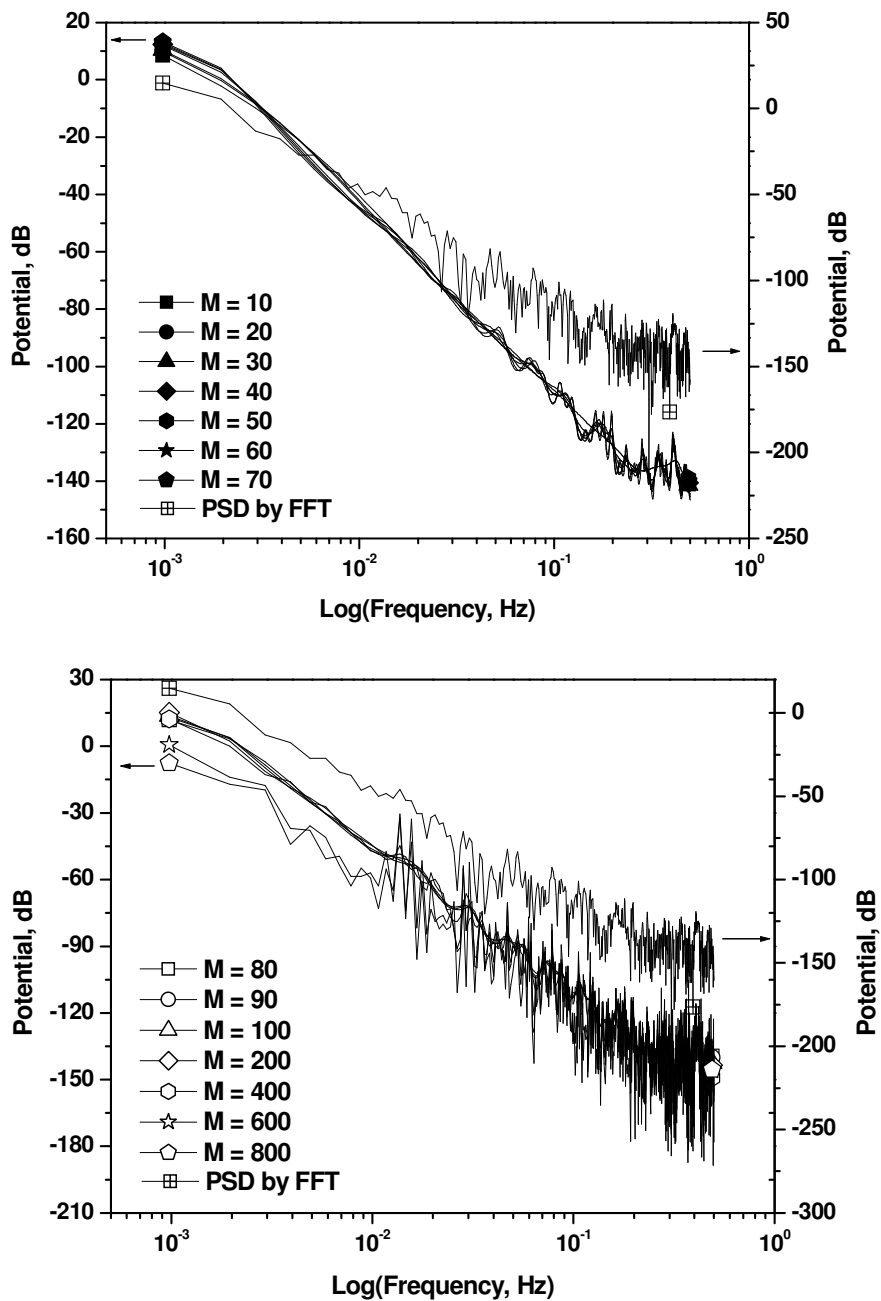 20
0
-20
-40
-60
-80
-100
-120
-140
-160
50
0
-50
-100
-150
-200
-250
Potential, dB
Potential, dB
M = 10
M = 20
M = 30
M = 40
M = 50
M = 60
M = 70
PSD by FFT
10⁻³
10⁻²
10⁻¹
10⁰
Log(Frequency, Hz)
30
0
-30
-60
-90
-120
-150
-180
-210
0
-50
-100
-150
-200
-250
-300
Potential, dB
Potential, dB
M = 80
M = 90
M = 100
M = 200
M = 400
M = 600
M = 800
PSD by FFT
10⁻³
10⁻²
10⁻¹
10⁰
Log(Frequency, Hz)